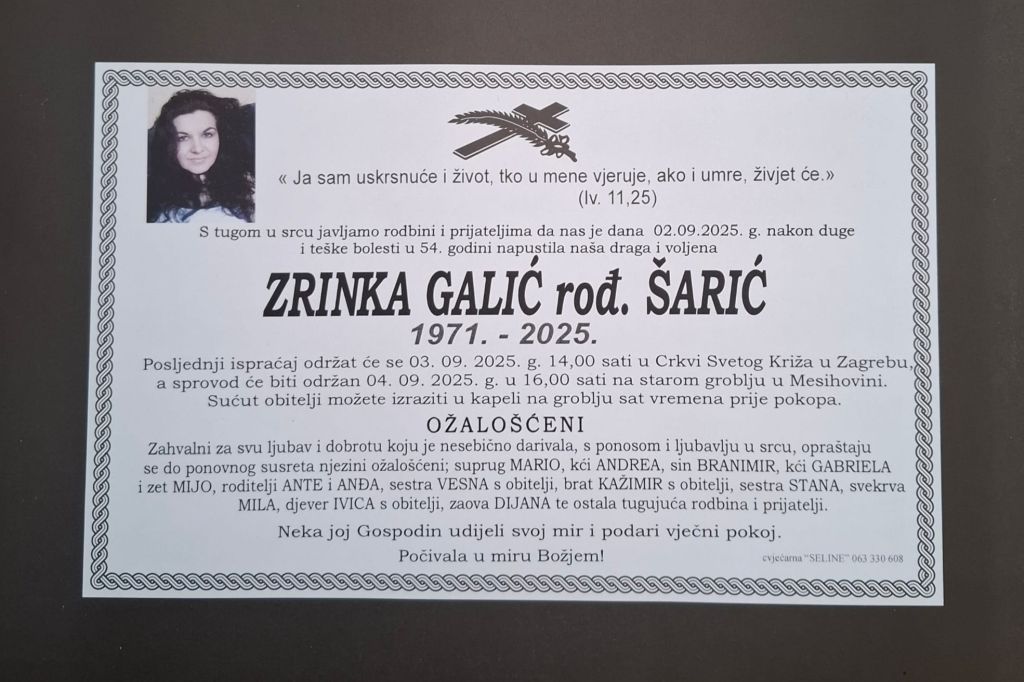 « Ja sam uskrsnuće i život, tko u mene vjeruje, ako i umre, živjet će.»
(Iv. 11,25)
S tugom u srcu javljamo rodbini i prijateljima da nas je dana 02.09.2025. g. nakon duge
i teške bolesti u 54. godini napustila naša draga i voljena
ZRINKA GALIĆ rođ. ŠARIĆ
1971. - 2025.
Posljednji ispraćaj održat će se 03. 09. 2025. g. 14,00 sati u Crkvi Svetog Križa u Zagrebu,
a sprovod će biti održan 04. 09. 2025. g. u 16,00 sati na starom groblju u Mesihovini.
Sućut obitelji možete izraziti u kapeli na groblju sat vremena prije pokopa.
OŽALOŠĆENI
Zahvalni za svu ljubav i dobrotu koju je nesebično darivala, s ponosom i ljubavlju u srcu, opraštaju
se do ponovnog susreta njezini ožalošćeni; suprug MARIO, kći ANDREA, sin BRANIMIR, kći GABRIELA
i zet MIJO, roditelji ANTE i ANĐA, sestra VESNA s obitelji, brat KAŽIMIR s obitelji, sestra STANA, svekrva
MILA, djever IVICA s obitelji, zaova DIJANA te ostala tugujuća rodbina i prijatelji.
Neka joj Gospodin udijeli svoj mir i podari vječni pokoj.
Počivala u miru Božjem!
cvjećarna "SELINE" 063 330 608